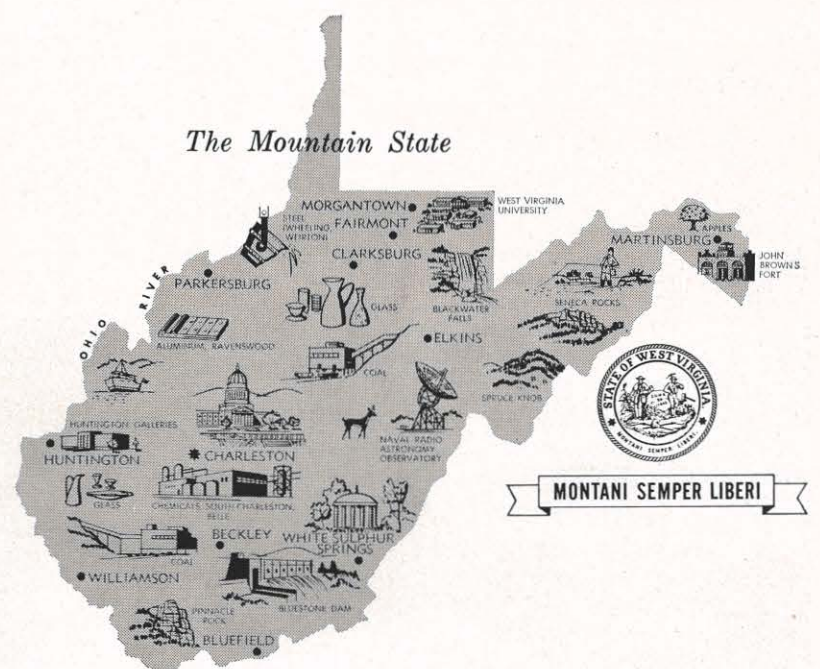 The Mountain State
MORGANTOWN
WEST VIRGINIA
UNIVERSITY
STEEL
(WHEELING,
WEIRTON)
FAIRMONT
APPLES
MARTINSBURG
CLARKSBURG
JOHN
BROWN'S
FORT
PARKERSBURG
OHIO RIVER
GLASS
BLACKWATER
FALLS
SENECA ROCKS
ALUMINUM, RAVENSWOOD
ELKINS
COAL
SPRUCE KNOB
STATE OF WEST VIRGINIA
MONTANI SEMPER LIBERI
HUNTINGTON GALLERIES
NAVAL RADIO
ASTRONOMY
OBSERVATORY
HUNTINGTON
CHARLESTON
MONTANI SEMPER LIBERI
GLASS
CHEMICALS, SOUTH CHARLESTON,
BELLE
BECKLEY
WHITE SULPHUR
SPRINGS
COAL
WILLIAMSON
BLUESTONE DAM
PINNACLE
ROCK
BLUEFIELD